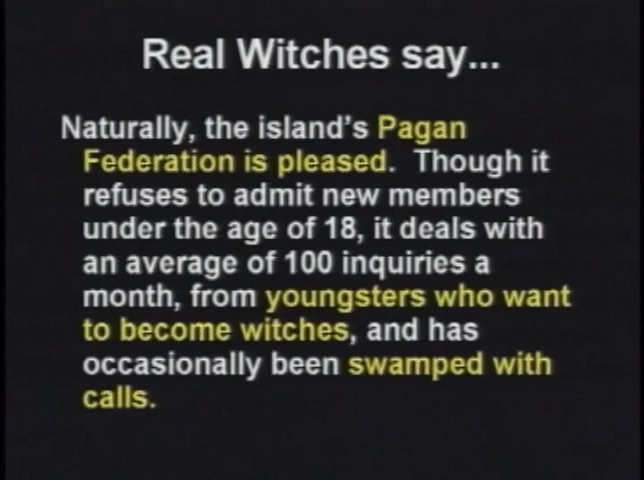 Real Witches say...
Naturally, the island's Pagan
Federation is pleased. Though it
refuses to admit new members
under the age of 18, it deals with
an average of 100 inquiries a
month, from youngsters who want
to become witches, and has
occasionally been swamped with
calls.